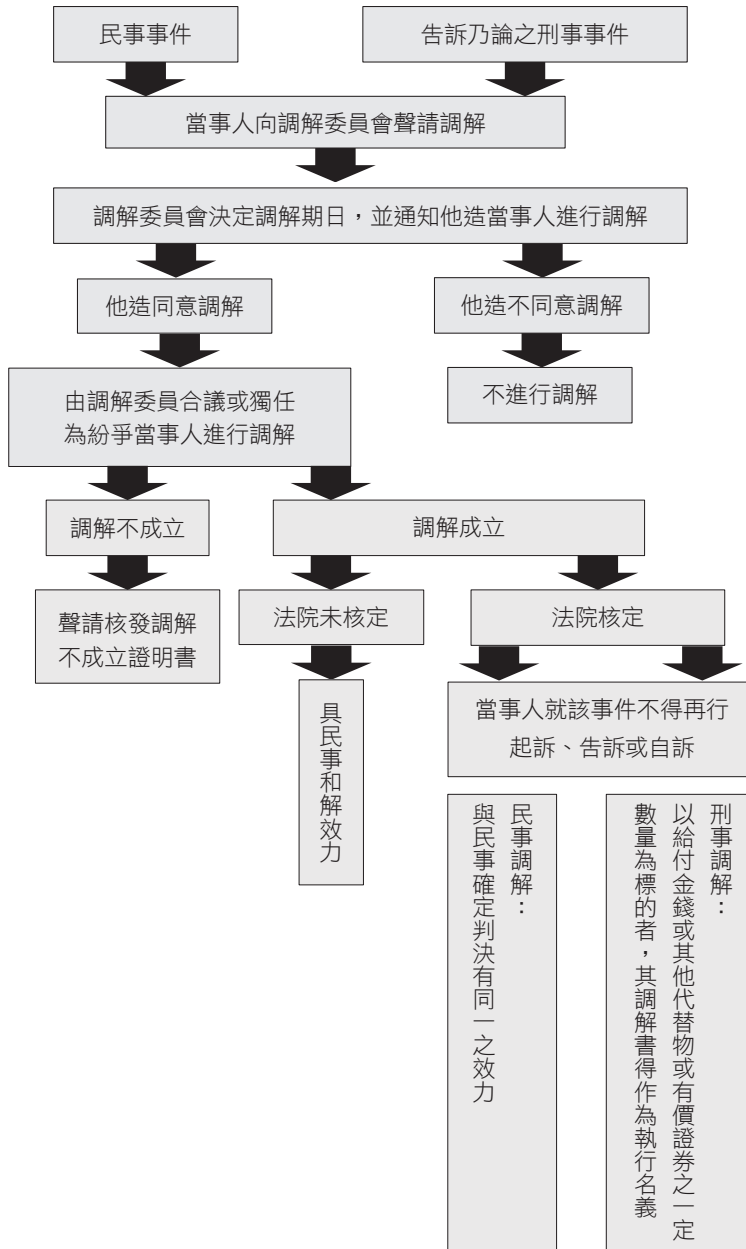 民事事件
告訴乃論之刑事事件
當事人向調解委員會聲請調解
調解委員會決定調解期日，並通知他造當事人進行調解
他造同意調解
他造不同意調解
由調解委員合議或獨任
為紛爭當事人進行調解
不進行調解
調解不成立
調解成立
聲請核發調解
不成立證明書
法院未核定
法院核定
具民事和解效力
當事人就該事件不得再行
起訴、告訴或自訴
民事調解：
與民事確定判決有同一之效力
刑事調解：
以給付金錢或其他代替物或有價證券之一定
數量為標的者，其調解書得作為執行名義